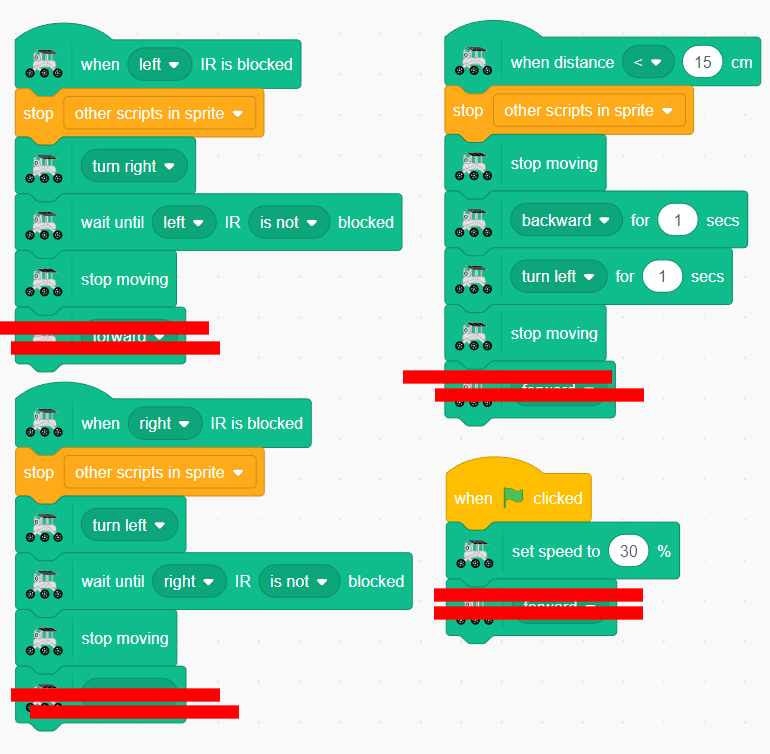 when left IR is blocked
stop other scripts in sprite
turn right
wait until left IR is not blocked
stop moving
forward
when right IR is blocked
stop other scripts in sprite
turn left
wait until right IR is not blocked
stop moving
when distance < 15 cm
stop other scripts in sprite
stop moving
backward for 1 secs
turn left for 1 secs
stop moving
forward
when clicked
set speed to 30 %
forward